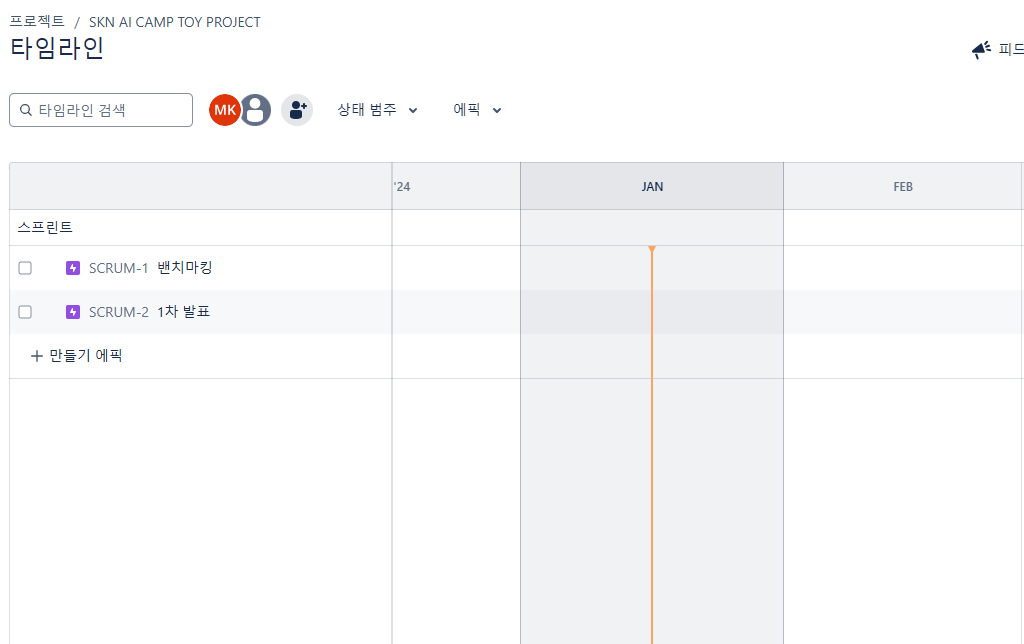 프로젝트 / SKN AI CAMP TOY PROJECT
타임라인
피드
타임라인 검색
MK
상태 범주
에픽
'24
JAN
FEB
스프린트
SCRUM-1 밴치마킹
SCRUM-2 1차 발표
+ 만들기 에픽